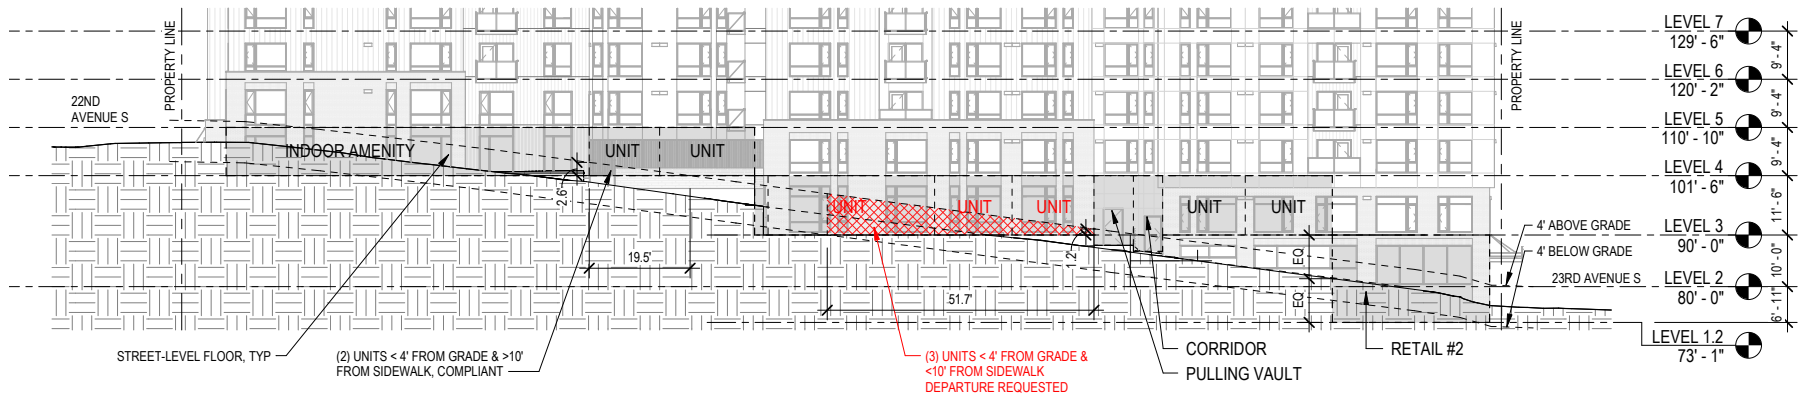 22ND
AVENUE S
PROPERTY LINE
INDOOR AMENITY
UNIT
UNIT
2.6'
19.5'
UNIT
UNIT
UNIT
1.2'
51.7'
UNIT
UNIT
EQ
EQ
PROPERTY LINE
LEVEL 7
129' - 6"
9' - 4"
LEVEL 6
120' - 2"
9' - 4"
LEVEL 5
110' - 10"
9' - 4"
LEVEL 4
101' - 6"
11' - 6"
LEVEL 3
90' - 0"
10' - 0"
LEVEL 2
80' - 0"
6' - 11"
LEVEL 1.2
73' - 1"
4' ABOVE GRADE
4' BELOW GRADE
23RD AVENUE S
STREET-LEVEL FLOOR, TYP
(2) UNITS < 4' FROM GRADE & >10'
FROM SIDEWALK, COMPLIANT
(3) UNITS < 4' FROM GRADE &
<10' FROM SIDEWALK
DEPARTURE REQUESTED
CORRIDOR
PULLING VAULT
RETAIL #2